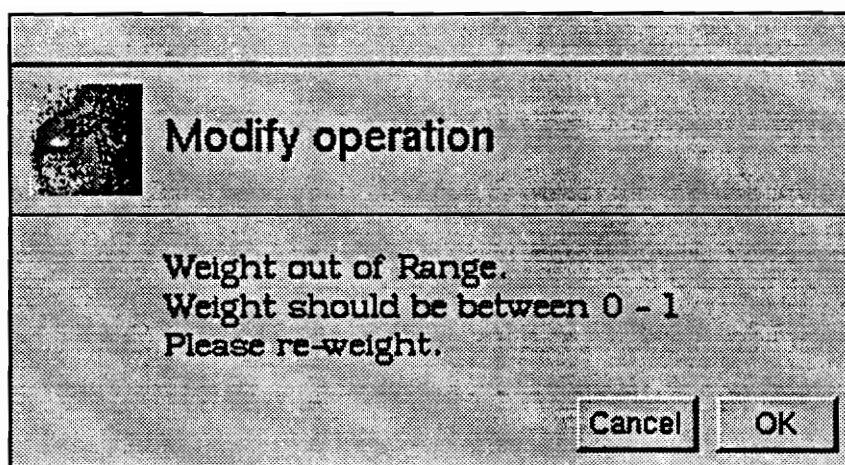 Modify operation
Weight out of Range.
Weight should be between 0 - 1
Please re-weight.
Cancel OK